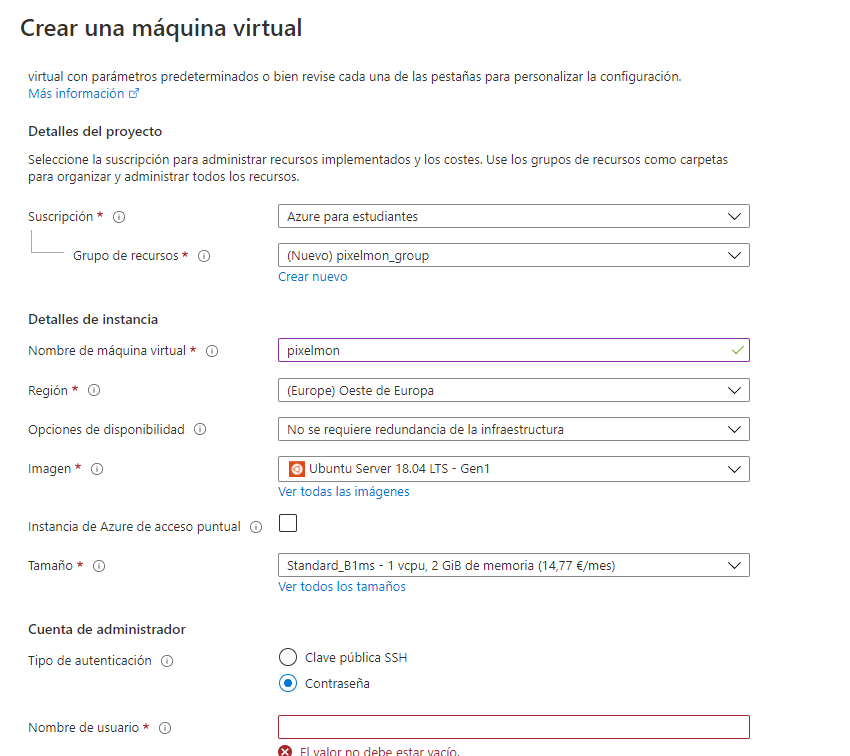 Crear una máquina virtual
virtual con parámetros predeterminados o bien revise cada una de las pestañas para personalizar la configuración.
Más información
Detalles del proyecto
Seleccione la suscripción para administrar recursos implementados y los costes. Use los grupos de recursos como carpetas
para organizar y administrar todos los recursos.
Suscripción * Azure para estudiantes
Grupo de recursos * (Nuevo) pixelmon_group
Crear nuevo
Detalles de instancia
Nombre de máquina virtual * pixelmon
Región * (Europe) Oeste de Europa
Opciones de disponibilidad No se requiere redundancia de la infraestructura
Imagen * Ubuntu Server 18.04 LTS - Gen1
Ver todas las imágenes
Instancia de Azure de acceso puntual
Tamaño * Standard_B1ms - 1 vcpu, 2 GiB de memoria (14,77 €/mes)
Ver todos los tamaños
Cuenta de administrador
Tipo de autenticación Clave pública SSH
Contraseña
Nombre de usuario *
El valor no debe estar vacío.